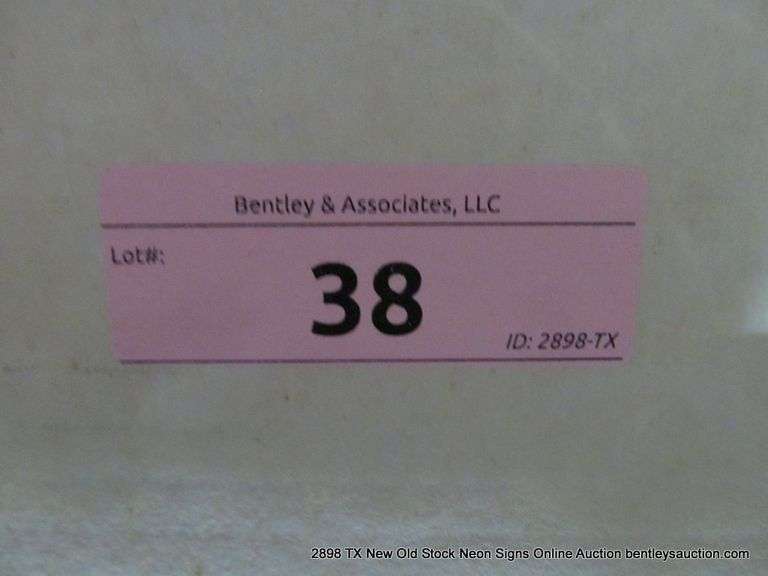 Bentley & Associates, LLC
Lot#:
38
ID: 2898-TX
2898 TX New Old Stock Neon Signs Online Auction bentleysauction.com